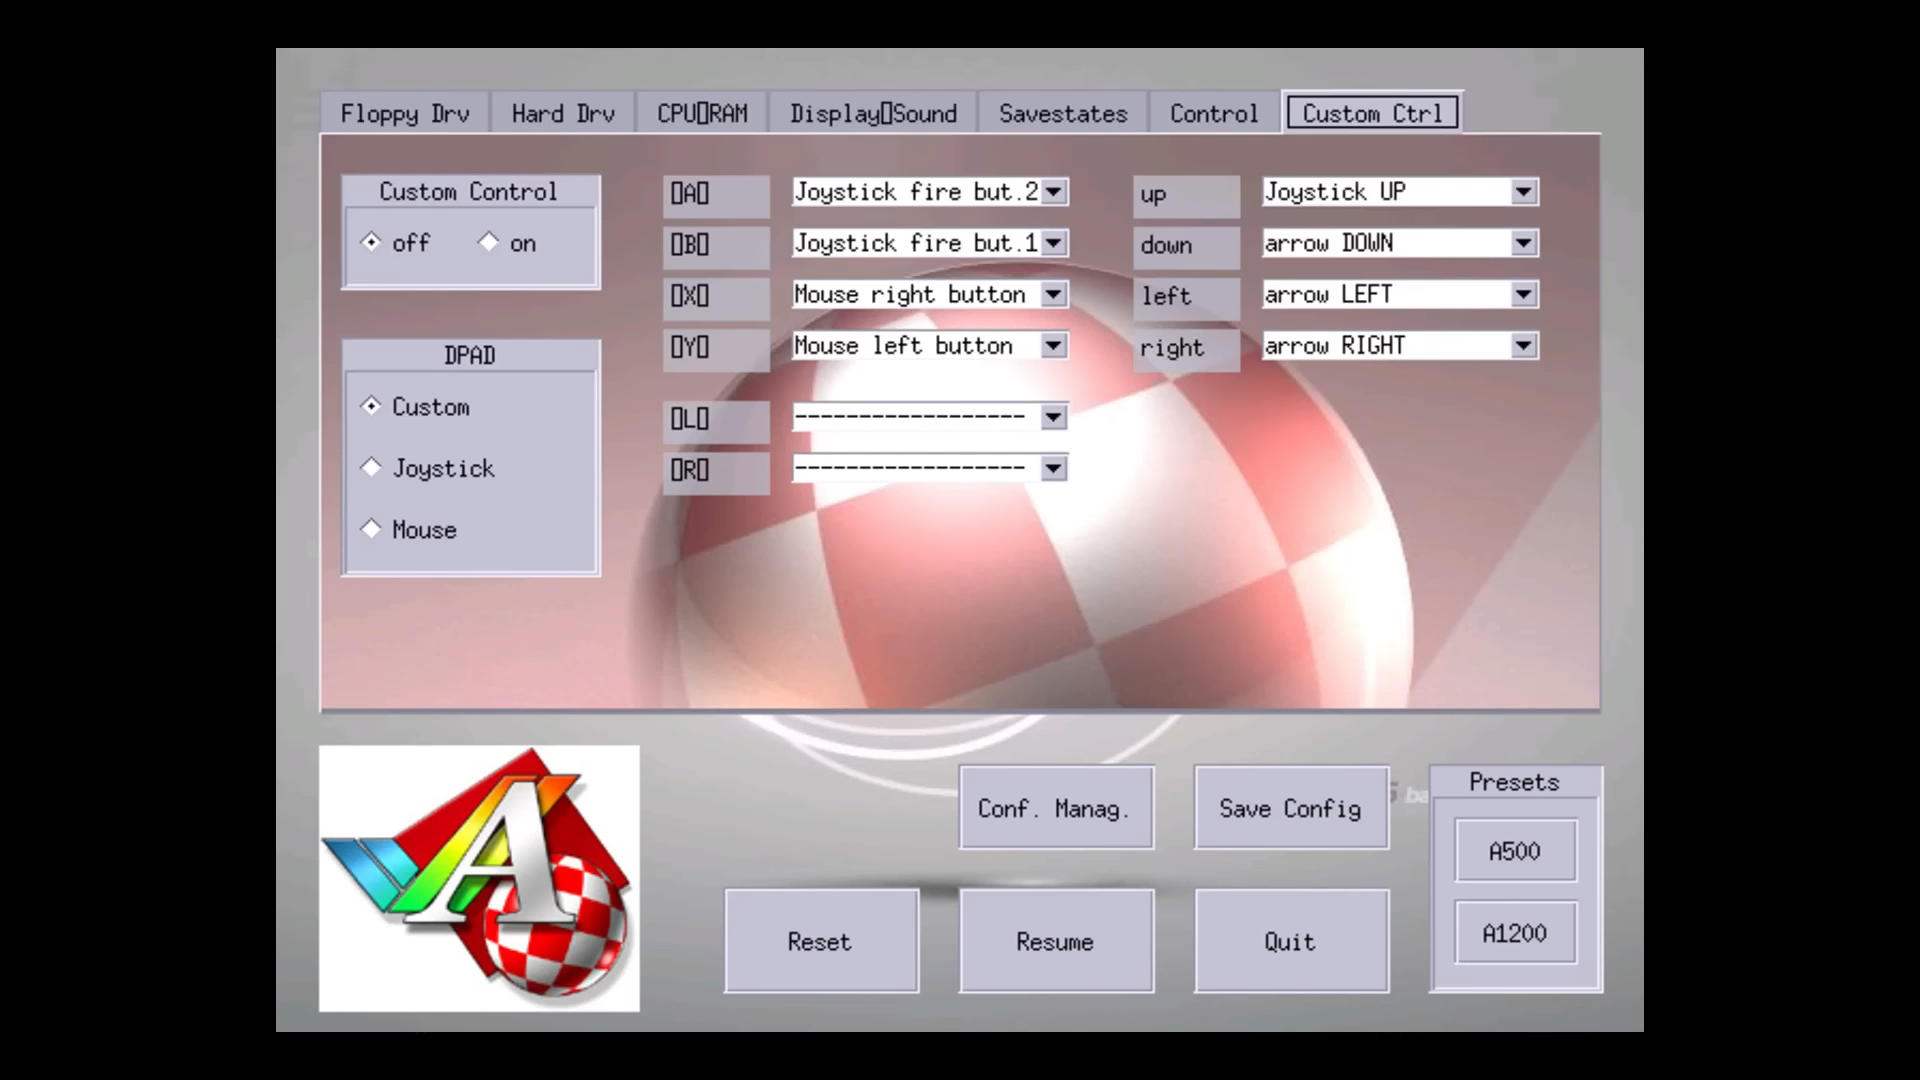 Floppy Drv Hard Drv CPU▯RAM Display▯Sound Savestates Control Custom Ctrl
Custom Control
off on
DPAD
Custom
Joystick
Mouse
▯A▯ Joystick fire but.2
▯B▯ Joystick fire but.1
▯X▯ Mouse right button
▯Y▯ Mouse left button
▯L▯ ------------------
▯R▯ ------------------
up Joystick UP
down arrow DOWN
left arrow LEFT
right arrow RIGHT
A
Conf. Manag. Save Config
Reset Resume Quit
Presets
A500
A1200